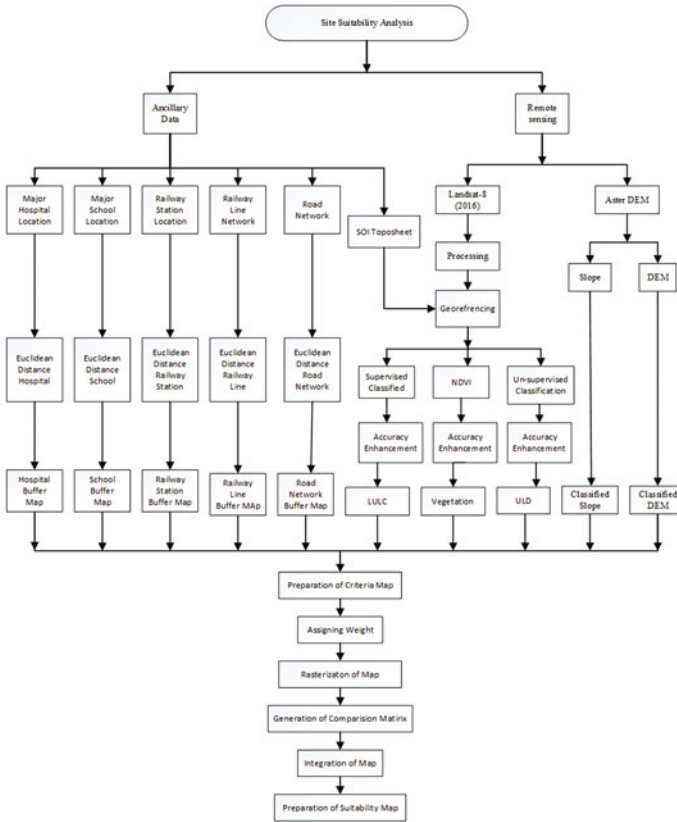 Site Suitability Analysis
Ancillary
Data
Remote
sensing
Major
Hospital
Location
Major
School
Location
Railway
Station
Location
Railway
Line
Network
Road
Network
SOI Toposheet
Landsat-8
(2016)
Aster DEM
Processing
Slope
DEM
Georefrencing
Euclidean
Distance
Hospital
Euclidean
Distance
School
Euclidean
Distance
Railway
Station
Euclidean
Distance
Railway
Line
Euclidean
Distance
Road
Network
Supervised
Classified
NDVI
Un-supervised
Classification
Accuracy
Enhancement
Accuracy
Enhancement
Accuracy
Enhancement
Hospital
Buffer
Map
School
Buffer
Map
Railway
Station
Buffer Map
Railway
Line
Buffer MAp
Road
Network
Buffer Map
LULC
Vegetation
ULD
Classified
Slope
Classified
DEM
Preparation of Criteria Map
Assigning Weight
Rasterizaton of Map
Generation of Comparision Matirix
Integration of Map
Preparation of Suitability Map